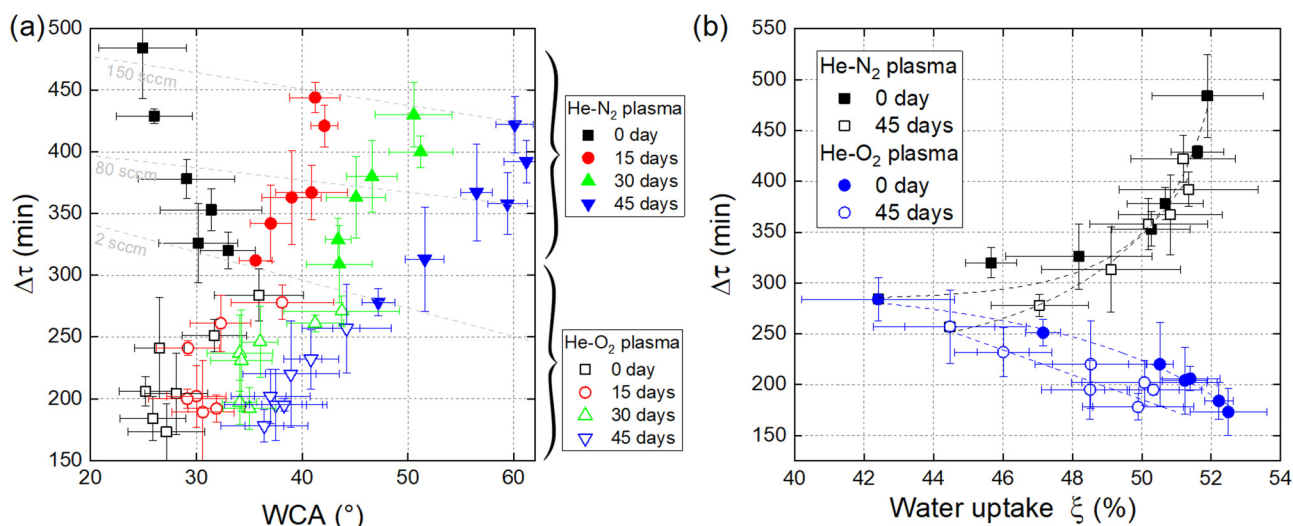 (a)
500
450
400
350
300
250
200
150
Δτ (min)
150 sccm
80 sccm
2 sccm
20 30 40 50 60
WCA (°)
He-N₂ plasma
0 day
15 days
30 days
45 days
He-O₂ plasma
0 day
15 days
30 days
45 days
(b)
550
500
450
400
350
300
250
200
150
Δτ (min)
He-N₂ plasma
0 day
45 days
He-O₂ plasma
0 day
45 days
40 42 44 46 48 50 52 54
Water uptake ξ (%)